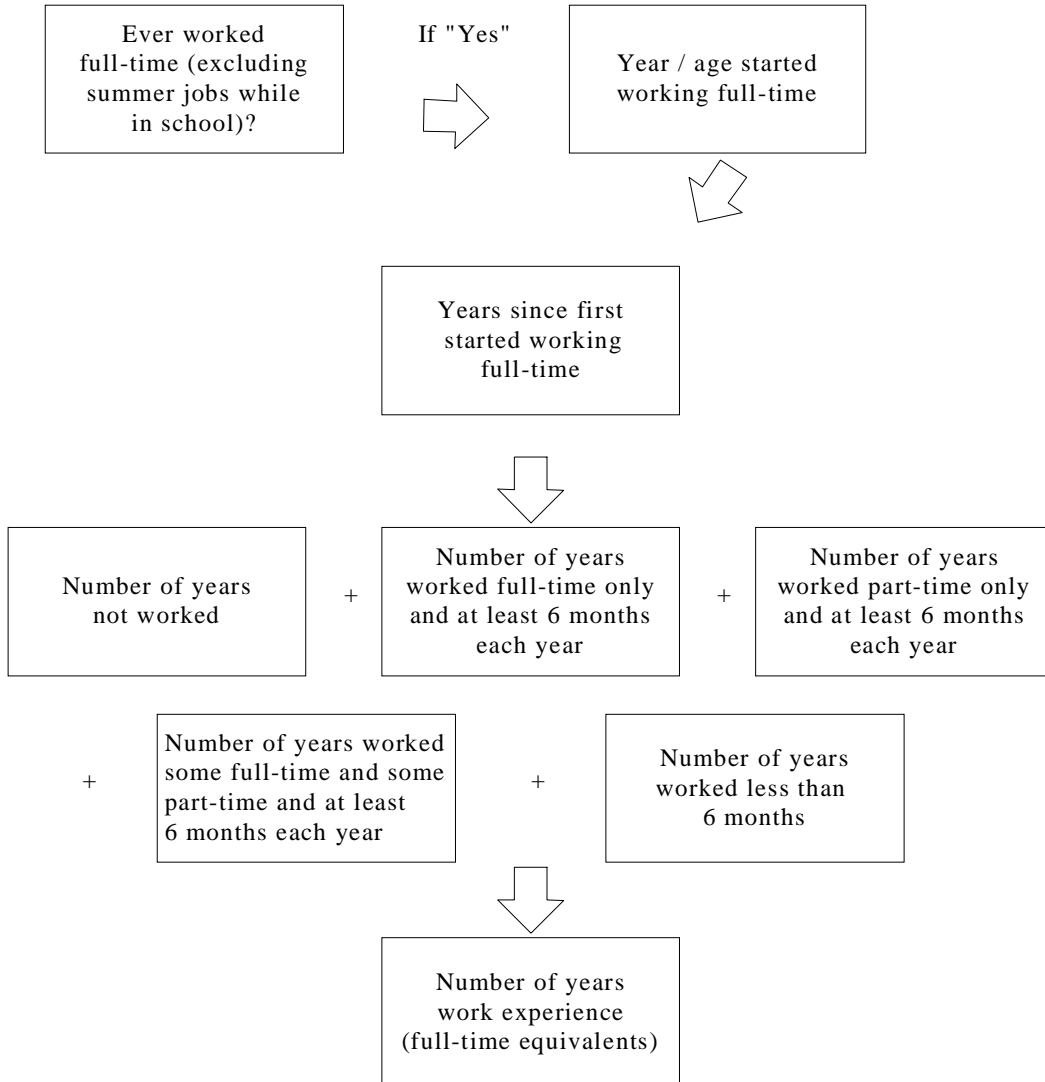 Ever worked
full-time (excluding
summer jobs while
in school)?
If "Yes"
Year / age started
working full-time
Years since first
started working
full-time
Number of years
not worked
+
Number of years
worked full-time only
and at least 6 months
each year
+
Number of years
worked part-time only
and at least 6 months
each year
+
Number of years worked
some full-time and some
part-time and at least
6 months each year
+
Number of years
worked less than
6 months
Number of years
work experience
(full-time equivalents)